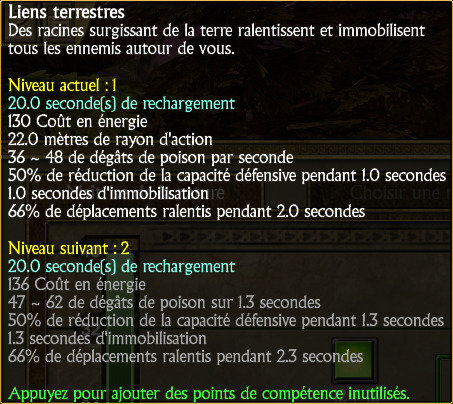 Liens terrestres
Des racines surgissant de la terre ralentissent et immobilisent
tous les ennemis autour de vous.
Niveau actuel : 1
20.0 seconde(s) de rechargement
130 Coût en énergie
22.0 mètres de rayon d'action
36 ~ 48 de dégâts de poison par seconde
50% de réduction de la capacité défensive pendant 1.0 secondes
1.0 secondes d'immobilisation
66% de déplacements ralentis pendant 2.0 secondes
Niveau suivant : 2
20.0 seconde(s) de rechargement
136 Coût en énergie
47 ~ 62 de dégâts de poison sur 1.3 secondes
50% de réduction de la capacité défensive pendant 1.3 secondes
1.3 secondes d'immobilisation
66% de déplacements ralentis pendant 2.3 secondes
Appuyez pour ajouter des points de compétence inutilisés.